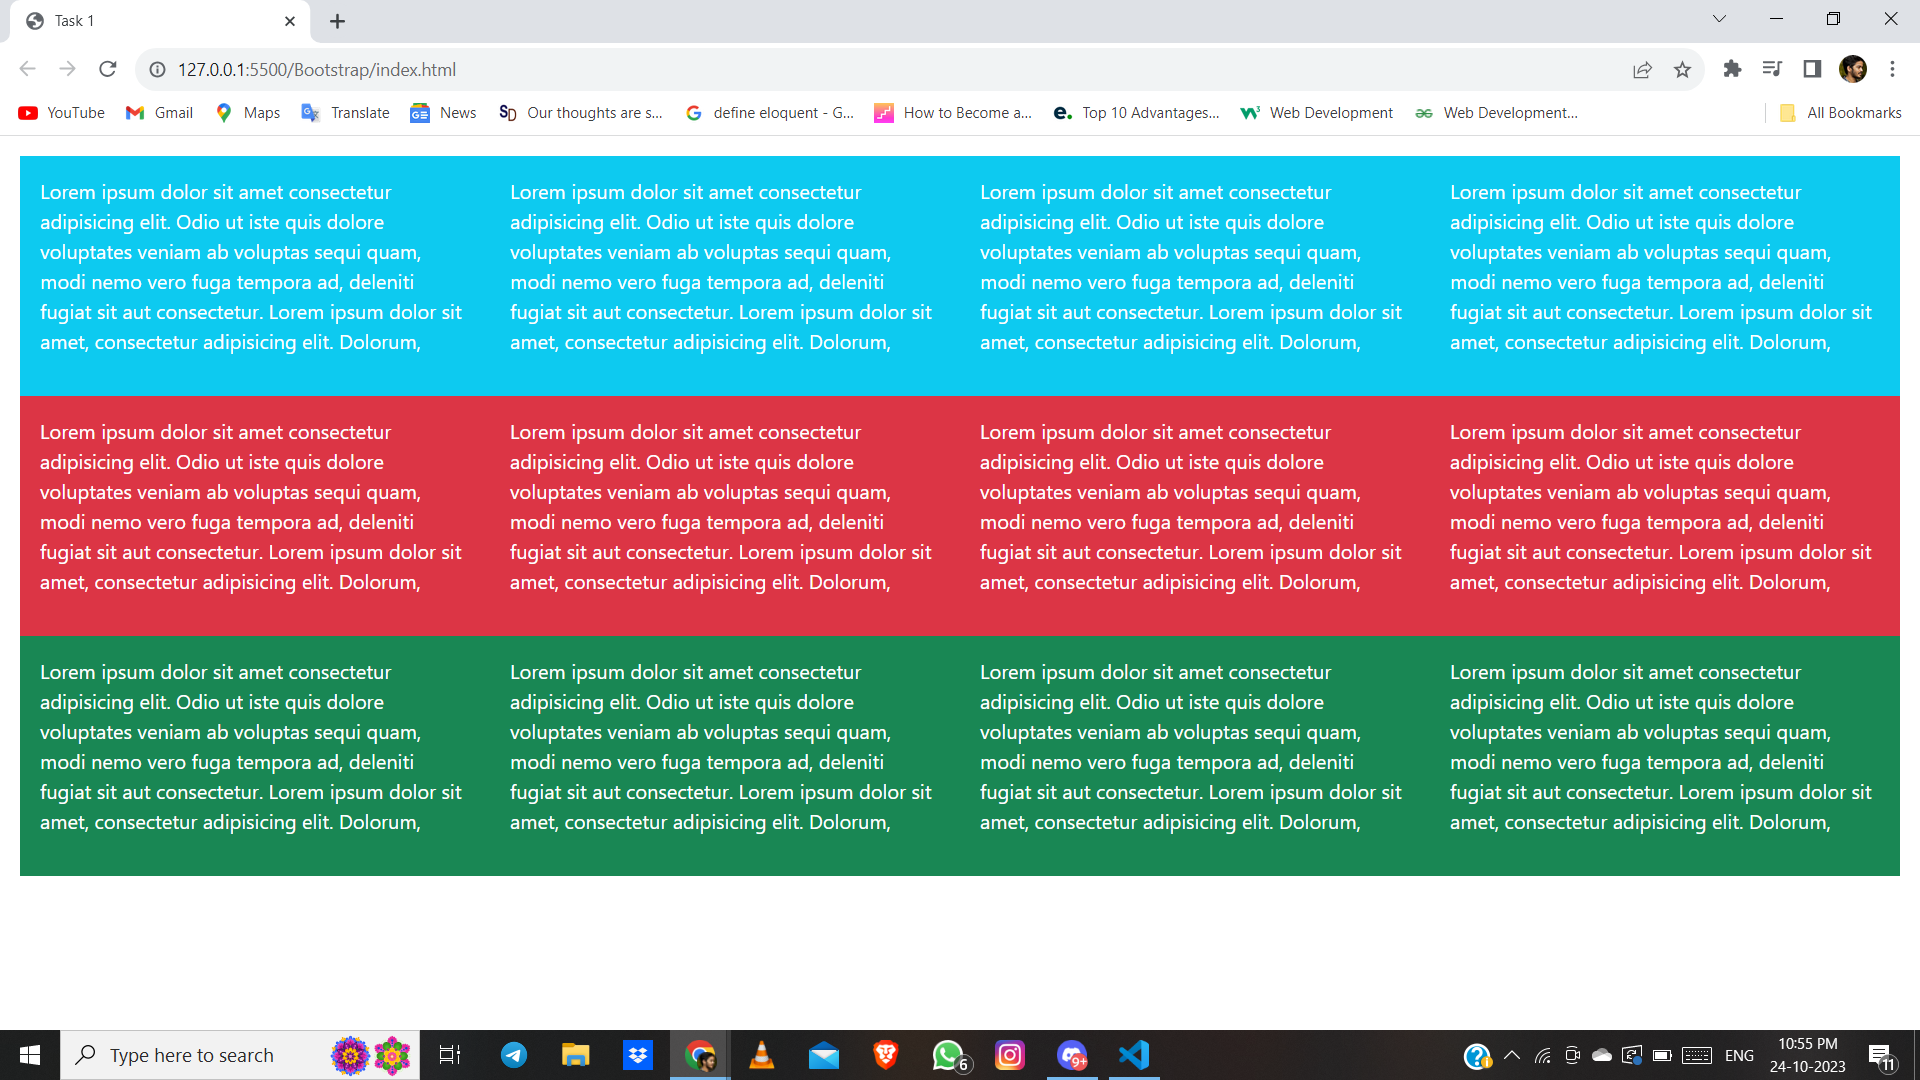 Task 1
127.0.0.1:5500/Bootstrap/index.html
YouTube Gmail Maps Translate News Our thoughts are s... define eloquent - G... How to Become a... Top 10 Advantages... Web Development Web Development... All Bookmarks
Lorem ipsum dolor sit amet consectetur
adipisicing elit. Odio ut iste quis dolore
voluptates veniam ab voluptas sequi quam,
modi nemo vero fuga tempora ad, deleniti
fugiat sit aut consectetur. Lorem ipsum dolor sit
amet, consectetur adipisicing elit. Dolorum,
Lorem ipsum dolor sit amet consectetur
adipisicing elit. Odio ut iste quis dolore
voluptates veniam ab voluptas sequi quam,
modi nemo vero fuga tempora ad, deleniti
fugiat sit aut consectetur. Lorem ipsum dolor sit
amet, consectetur adipisicing elit. Dolorum,
Lorem ipsum dolor sit amet consectetur
adipisicing elit. Odio ut iste quis dolore
voluptates veniam ab voluptas sequi quam,
modi nemo vero fuga tempora ad, deleniti
fugiat sit aut consectetur. Lorem ipsum dolor sit
amet, consectetur adipisicing elit. Dolorum,
Lorem ipsum dolor sit amet consectetur
adipisicing elit. Odio ut iste quis dolore
voluptates veniam ab voluptas sequi quam,
modi nemo vero fuga tempora ad, deleniti
fugiat sit aut consectetur. Lorem ipsum dolor sit
amet, consectetur adipisicing elit. Dolorum,
Lorem ipsum dolor sit amet consectetur
adipisicing elit. Odio ut iste quis dolore
voluptates veniam ab voluptas sequi quam,
modi nemo vero fuga tempora ad, deleniti
fugiat sit aut consectetur. Lorem ipsum dolor sit
amet, consectetur adipisicing elit. Dolorum,
Lorem ipsum dolor sit amet consectetur
adipisicing elit. Odio ut iste quis dolore
voluptates veniam ab voluptas sequi quam,
modi nemo vero fuga tempora ad, deleniti
fugiat sit aut consectetur. Lorem ipsum dolor sit
amet, consectetur adipisicing elit. Dolorum,
Lorem ipsum dolor sit amet consectetur
adipisicing elit. Odio ut iste quis dolore
voluptates veniam ab voluptas sequi quam,
modi nemo vero fuga tempora ad, deleniti
fugiat sit aut consectetur. Lorem ipsum dolor sit
amet, consectetur adipisicing elit. Dolorum,
Lorem ipsum dolor sit amet consectetur
adipisicing elit. Odio ut iste quis dolore
voluptates veniam ab voluptas sequi quam,
modi nemo vero fuga tempora ad, deleniti
fugiat sit aut consectetur. Lorem ipsum dolor sit
amet, consectetur adipisicing elit. Dolorum,
Lorem ipsum dolor sit amet consectetur
adipisicing elit. Odio ut iste quis dolore
voluptates veniam ab voluptas sequi quam,
modi nemo vero fuga tempora ad, deleniti
fugiat sit aut consectetur. Lorem ipsum dolor sit
amet, consectetur adipisicing elit. Dolorum,
Lorem ipsum dolor sit amet consectetur
adipisicing elit. Odio ut iste quis dolore
voluptates veniam ab voluptas sequi quam,
modi nemo vero fuga tempora ad, deleniti
fugiat sit aut consectetur. Lorem ipsum dolor sit
amet, consectetur adipisicing elit. Dolorum,
Lorem ipsum dolor sit amet consectetur
adipisicing elit. Odio ut iste quis dolore
voluptates veniam ab voluptas sequi quam,
modi nemo vero fuga tempora ad, deleniti
fugiat sit aut consectetur. Lorem ipsum dolor sit
amet, consectetur adipisicing elit. Dolorum,
Lorem ipsum dolor sit amet consectetur
adipisicing elit. Odio ut iste quis dolore
voluptates veniam ab voluptas sequi quam,
modi nemo vero fuga tempora ad, deleniti
fugiat sit aut consectetur. Lorem ipsum dolor sit
amet, consectetur adipisicing elit. Dolorum,
Type here to search
6
9+
ENG
10:55 PM
24-10-2023
11